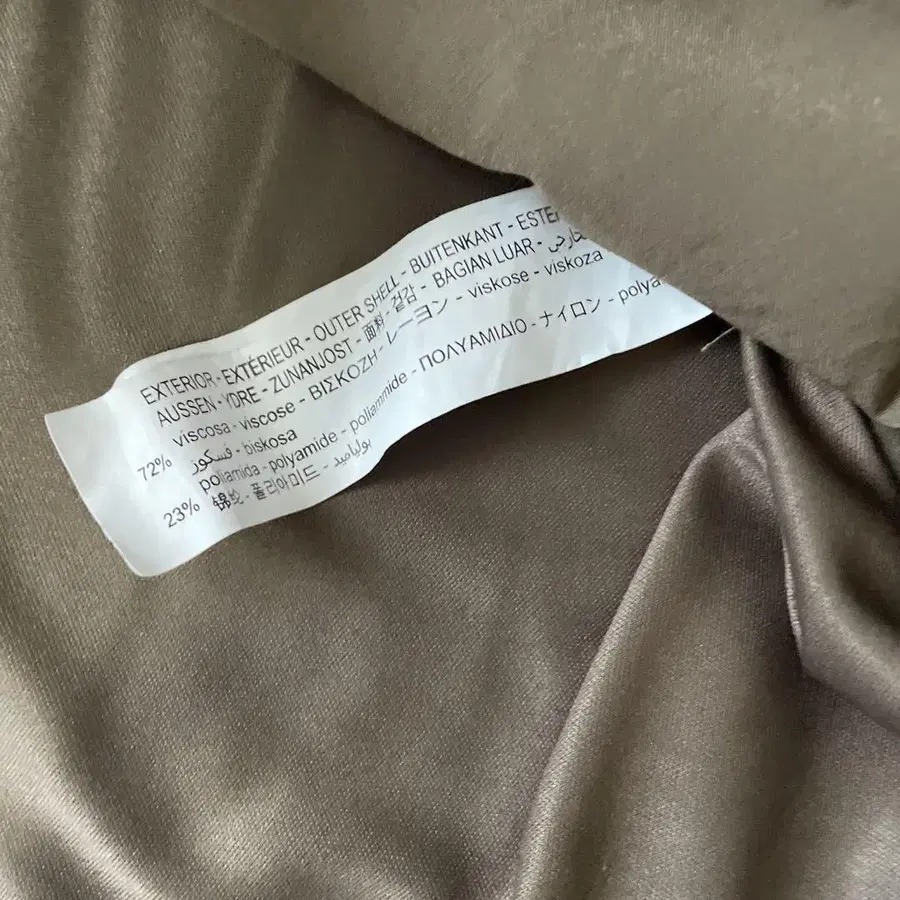 EXTERIOR - EXTÉRIEUR - OUTER SHELL - BUITENKANT - ESTE
AUSSEN - YDRE - ZUNANJOST - 面料 - 겉감 - BAGIAN LUAR -
72% viscosa - viscose - ΒΙΣΚΟΖΗ - レーヨン - viskose - viskoza
فسكوز - biskosa
23% poliamida - polyamide - poliammide - ΠΟΛΥΑΜΙΔΙΟ - ナイロン - polya
锦纶 - 폴리아미드 - بولياميد